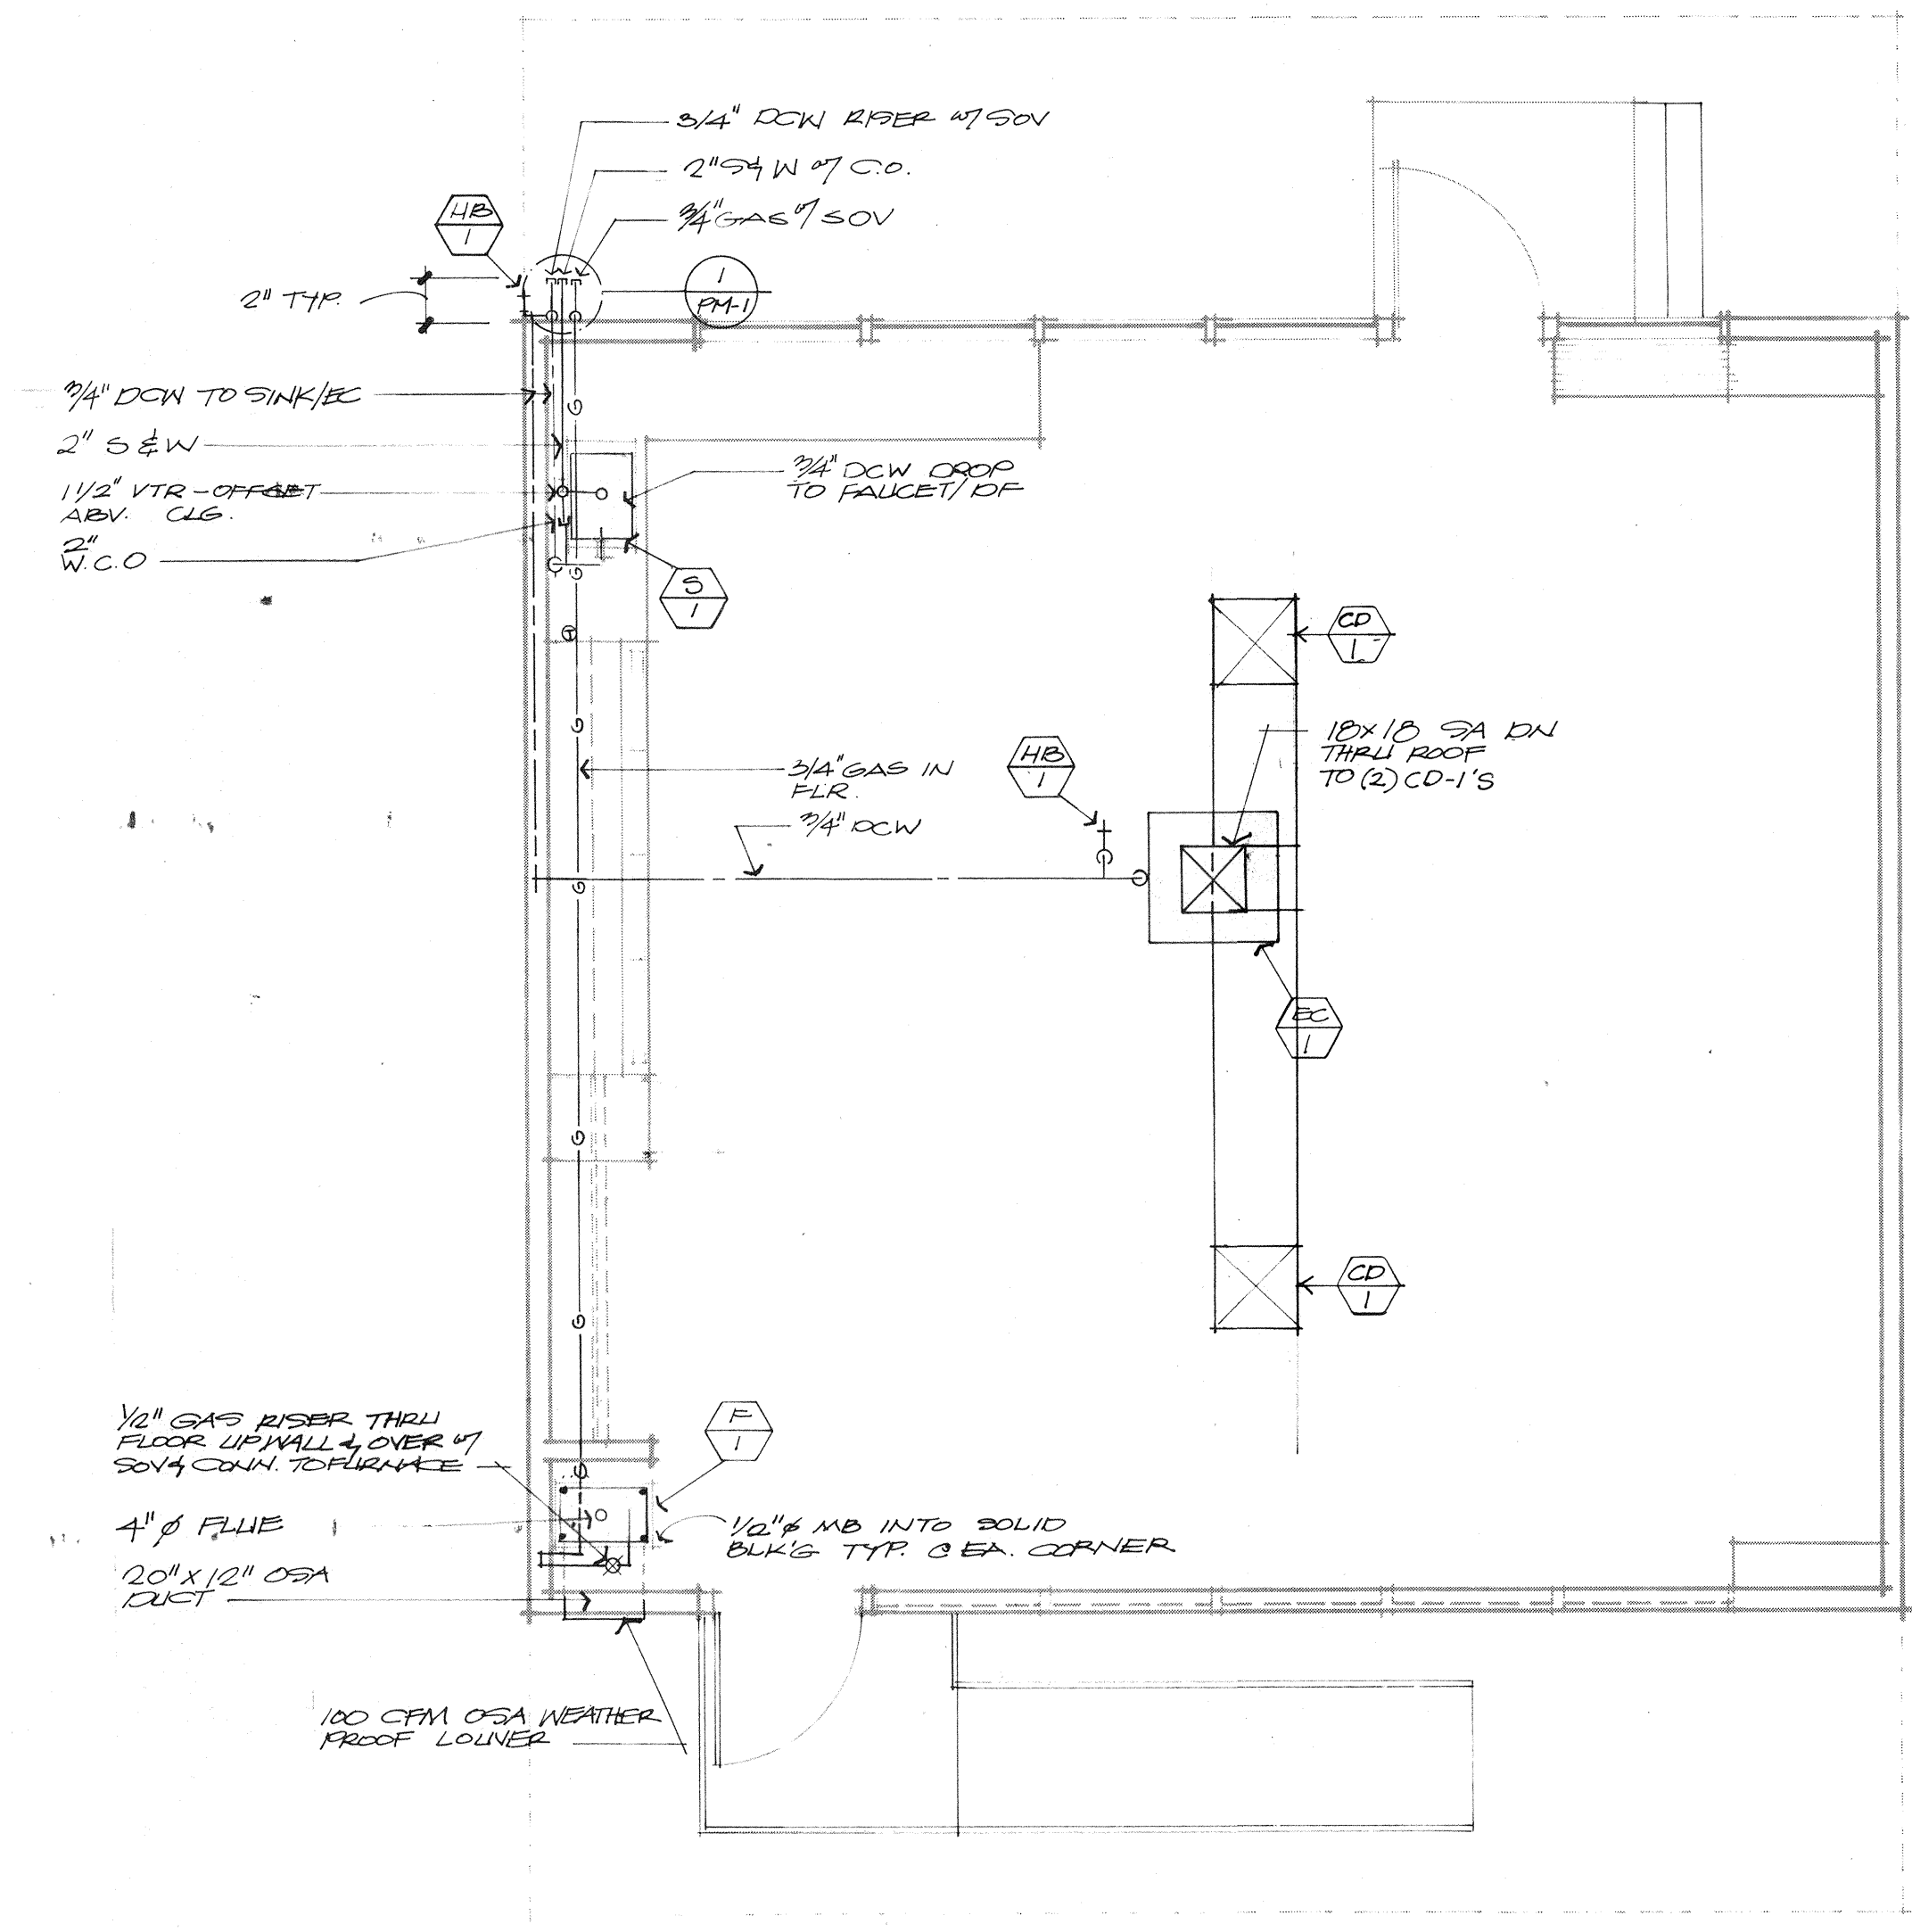 3/4" DCW RISER W/ SOV
2" S & W W/ C.O.
3/4" GAS W/ SOV
HB
1
1
PM-1
2" TYP.
3/4" DCW TO SINK/EC
2" S & W
1 1/2" VTR - OFFSET
ABV. CLG.
2"
W.C.O
3/4" DCW DROP
TO FAUCET/DF
S
1
CD
1
18x18 SA DN
THRU ROOF
TO (2) CD-1'S
HB
1
3/4" GAS IN
FLR.
3/4" DCW
G
G
G
G
G
G
G
EC
1
CD
1
F
1
1/2" GAS RISER THRU
FLOOR UP WALL & OVER W/
SOV & CONN. TO FURNACE
4" φ FLUE
20" X 12" OSA
DUCT
1/2" φ MB INTO SOLID
BLK'G TYP. @ EA. CORNER
100 CFM OSA WEATHER
PROOF LOUVER